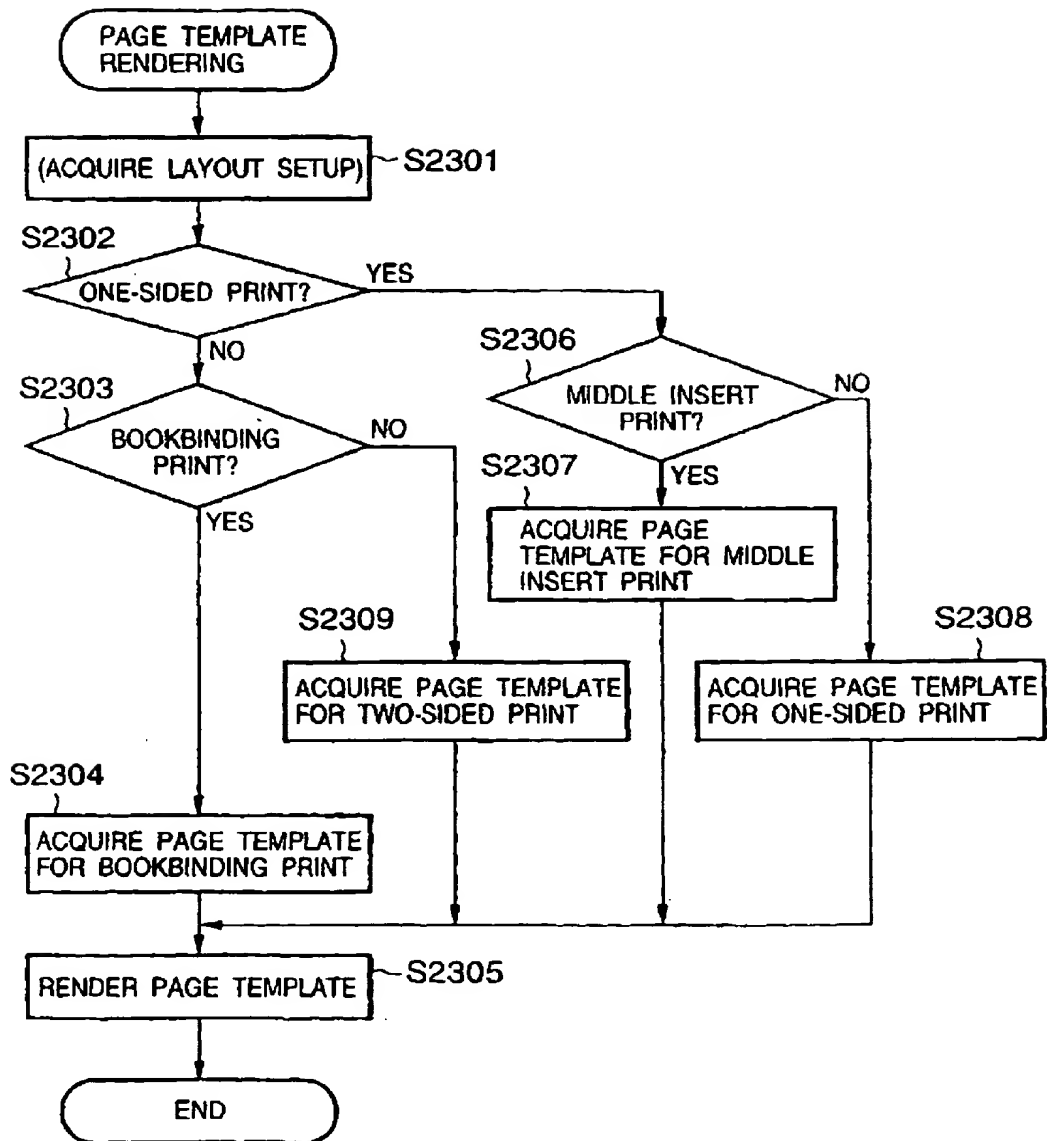 PAGE TEMPLATE
RENDERING
(ACQUIRE LAYOUT SETUP)
S2301
S2302
ONE-SIDED PRINT?
YES
NO
S2303
BOOKBINDING
PRINT?
NO
YES
S2306
MIDDLE INSERT
PRINT?
NO
YES
S2307
ACQUIRE PAGE
TEMPLATE FOR MIDDLE
INSERT PRINT
S2309
ACQUIRE PAGE TEMPLATE
FOR TWO-SIDED PRINT
S2308
ACQUIRE PAGE TEMPLATE
FOR ONE-SIDED PRINT
S2304
ACQUIRE PAGE TEMPLATE
FOR BOOKBINDING PRINT
RENDER PAGE TEMPLATE
S2305
END